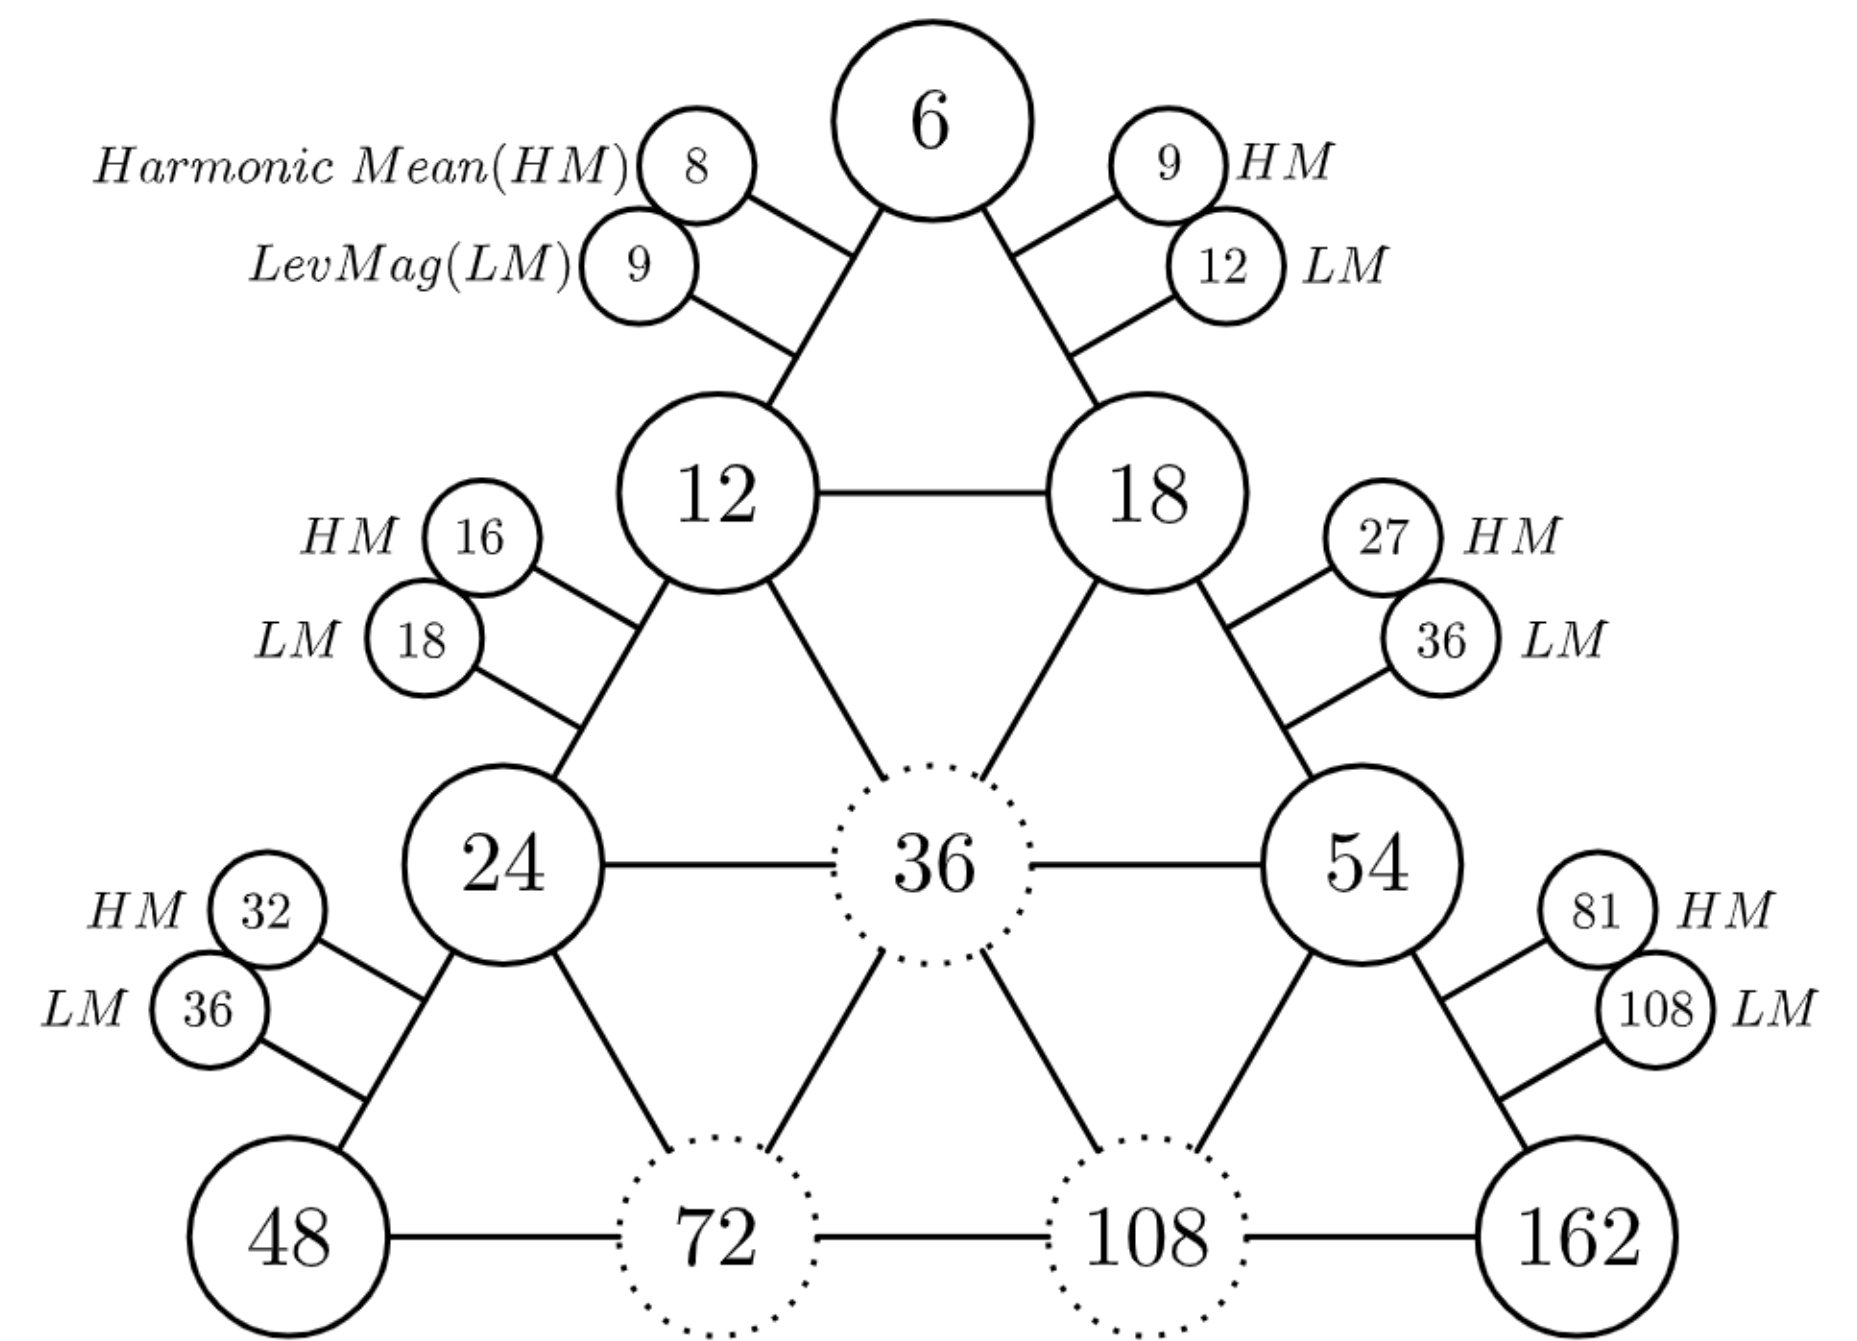 6
Harmonic Mean(HM) 8
9 HM
LevMag(LM) 9
12 LM
12
18
HM 16
27 HM
LM 18
36 LM
24
36
54
HM 32
81 HM
LM 36
108 LM
48
72
108
162